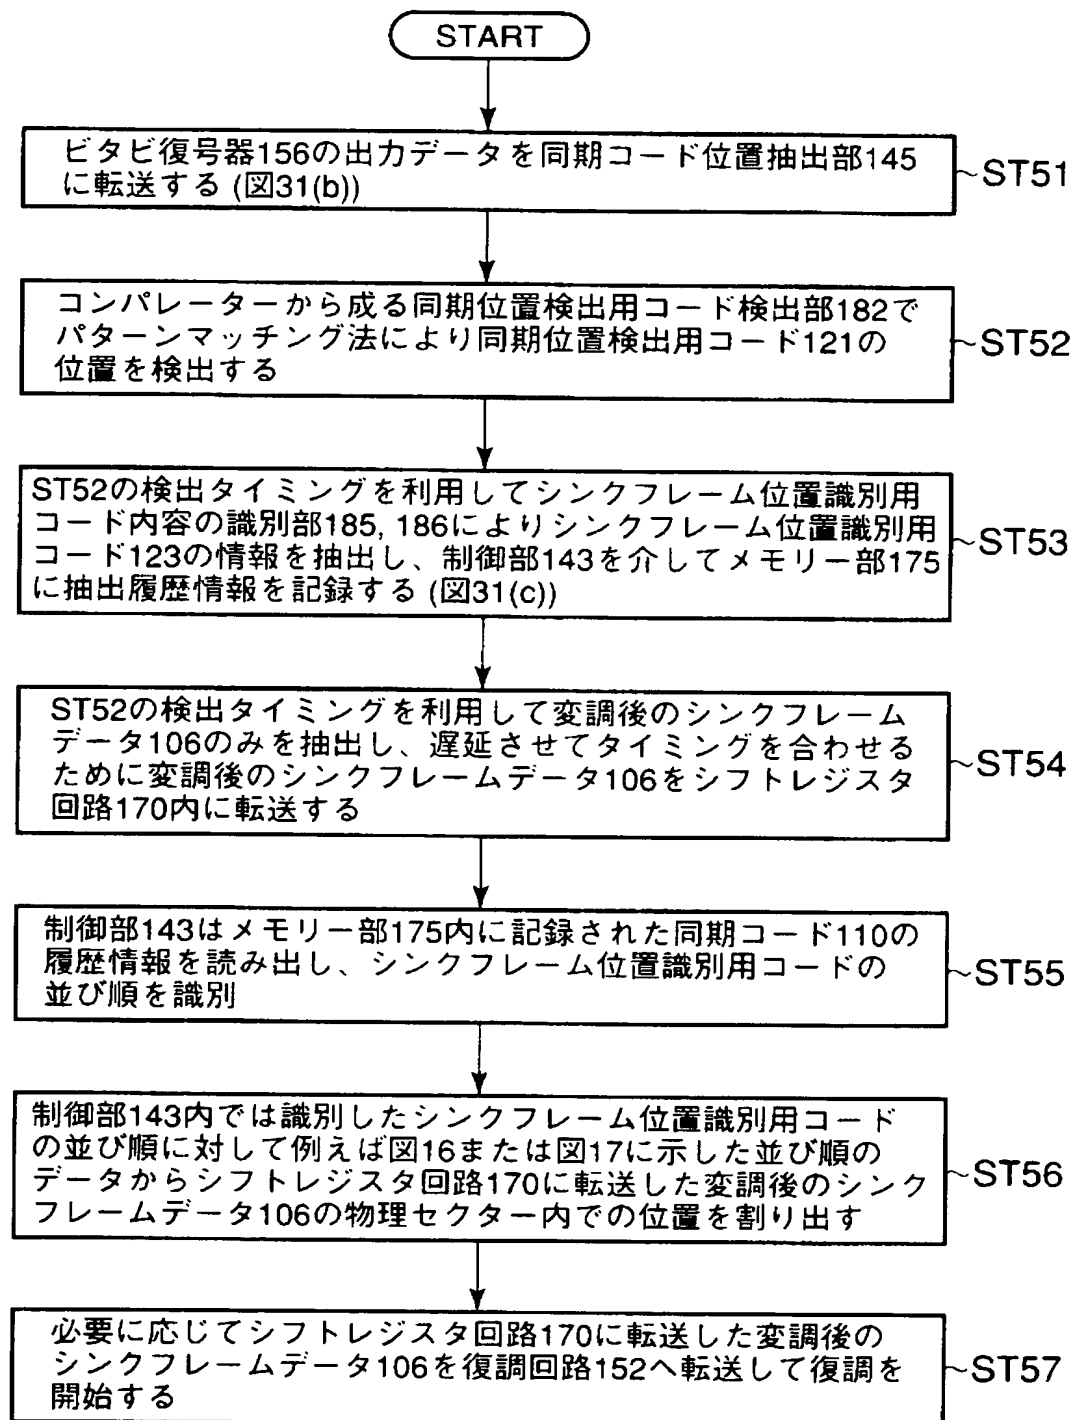 START
ビタビ復号器156の出力データを同期コード位置抽出部145
に転送する (図31(b))
~ST51
コンパレーターから成る同期位置検出用コード検出部182で
パターンマッチング法により同期位置検出用コード121の
位置を検出する
~ST52
ST52の検出タイミングを利用してシンクフレーム位置識別用
コード内容の識別部185, 186によりシンクフレーム位置識別用
コード123の情報を抽出し、制御部143を介してメモリー部175
に抽出履歴情報を記録する (図31(c))
~ST53
ST52の検出タイミングを利用して変調後のシンクフレーム
データ106のみを抽出し、遅延させてタイミングを合わせる
ために変調後のシンクフレームデータ106をシフトレジスタ
回路170内に転送する
~ST54
制御部143はメモリー部175内に記録された同期コード110の
履歴情報を読み出し、シンクフレーム位置識別用コードの
並び順を識別
~ST55
制御部143内では識別したシンクフレーム位置識別用コード
の並び順に対して例えば図16または図17に示した並び順の
データからシフトレジスタ回路170に転送した変調後のシンク
フレームデータ106の物理セクター内での位置を割り出す
~ST56
必要に応じてシフトレジスタ回路170に転送した変調後の
シンクフレームデータ106を復調回路152へ転送して復調を
開始する
~ST57